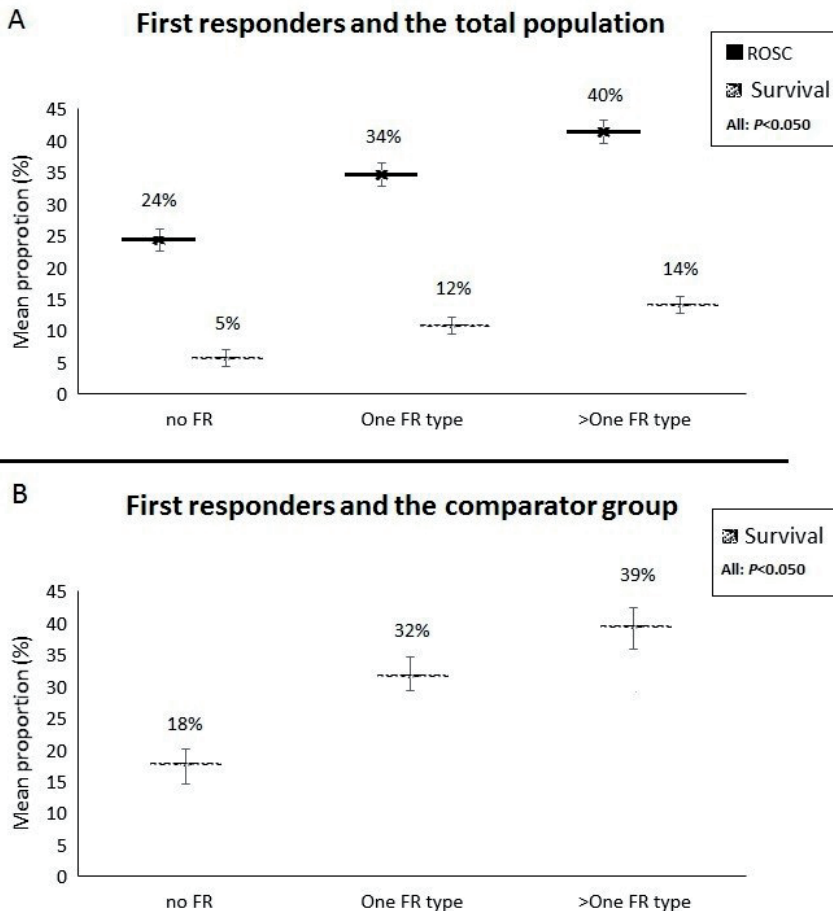 A
First responders and the total population
ROSC
Survival
All: P<0.050
Mean proprotion (%)
45
40
35
30
25
20
15
10
5
0
24%
34%
40%
5%
12%
14%
no FR
One FR type
>One FR type
B
First responders and the comparator group
Survival
All: P<0.050
Mean proportion (%)
45
40
35
30
25
20
15
10
5
0
18%
32%
39%
no FR
One FR type
>One FR type